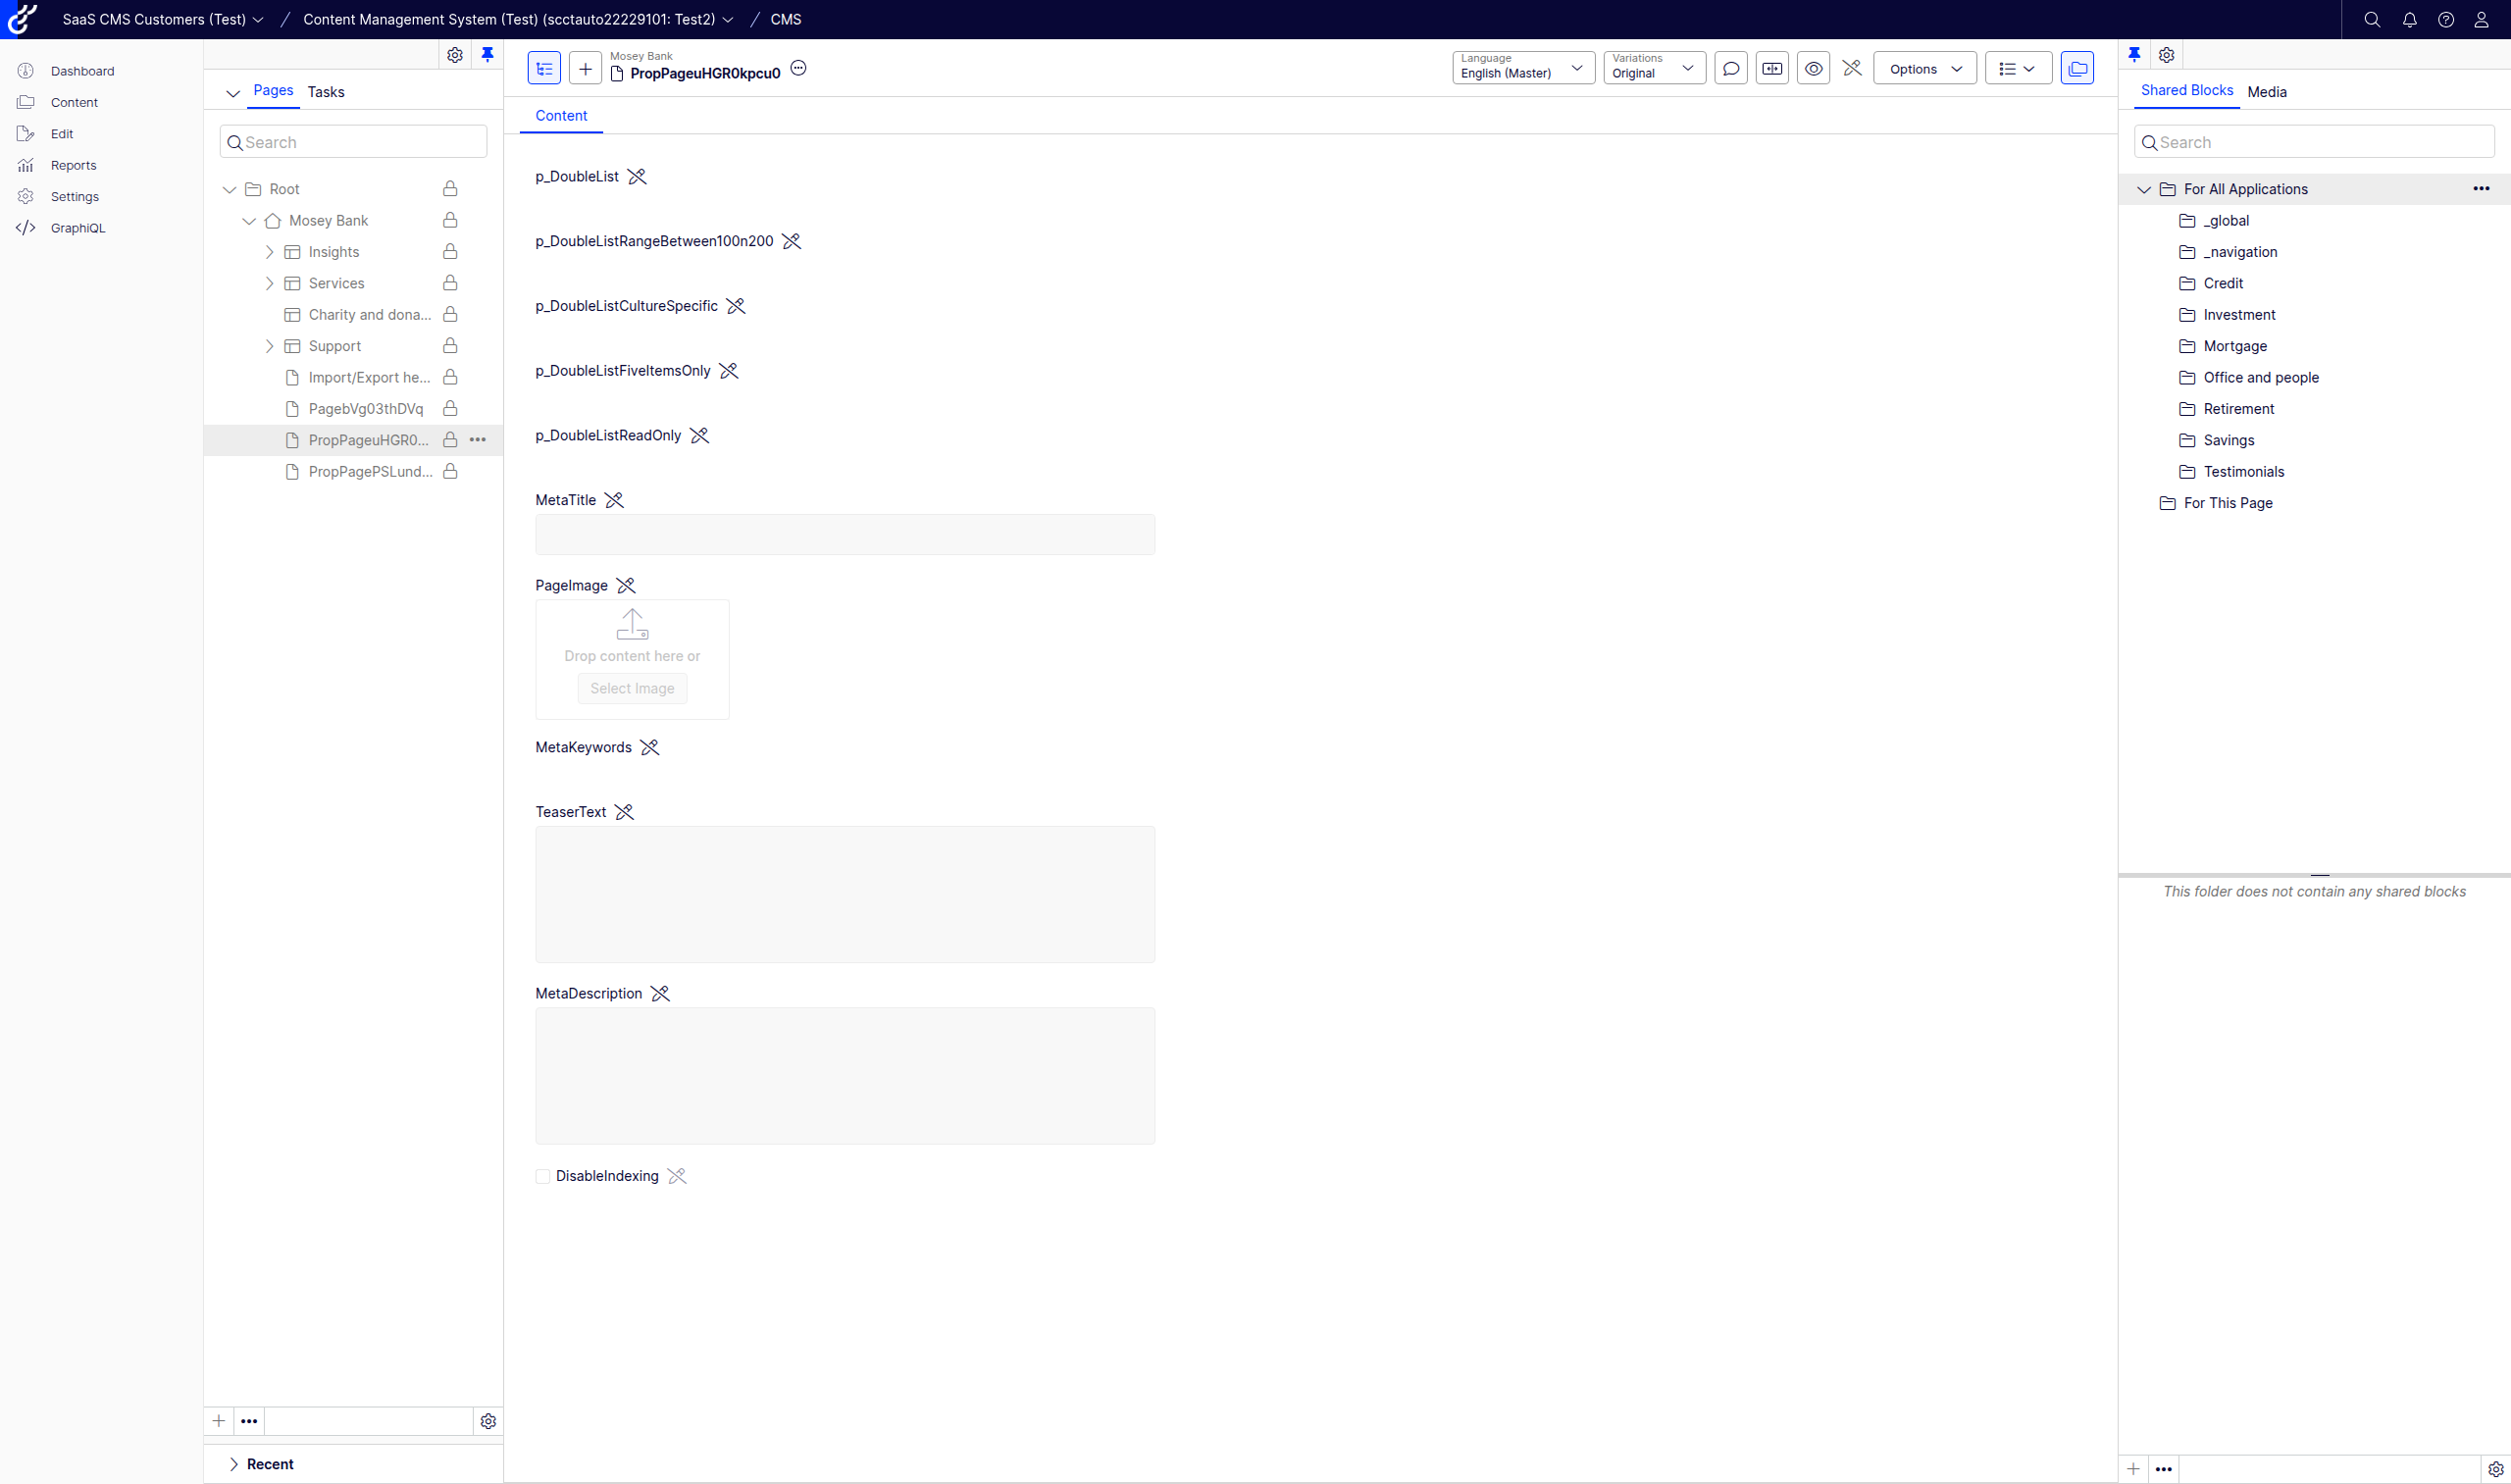 SaaS CMS Customers (Test) / Content Management System (Test) (scctauto22229101: Test2) / CMS
Dashboard
Content
Edit
Reports
Settings
GraphiQL
Pages Tasks
Search
Root
Mosey Bank
Insights
Services
Charity and dona...
Support
Import/Export he...
PagebVg03thDVq
PropPageuHGR0...
PropPagePSLund...
Recent
Mosey Bank
PropPageuHGR0kpcu0
Language
English (Master)
Variations
Original
Options
Content
p_DoubleList
p_DoubleListRangeBetween100n200
p_DoubleListCultureSpecific
p_DoubleListFiveItemsOnly
p_DoubleListReadOnly
MetaTitle
PageImage
Drop content here or
Select Image
MetaKeywords
TeaserText
MetaDescription
DisableIndexing
Shared Blocks Media
Search
For All Applications
_global
_navigation
Credit
Investment
Mortgage
Office and people
Retirement
Savings
Testimonials
For This Page
This folder does not contain any shared blocks